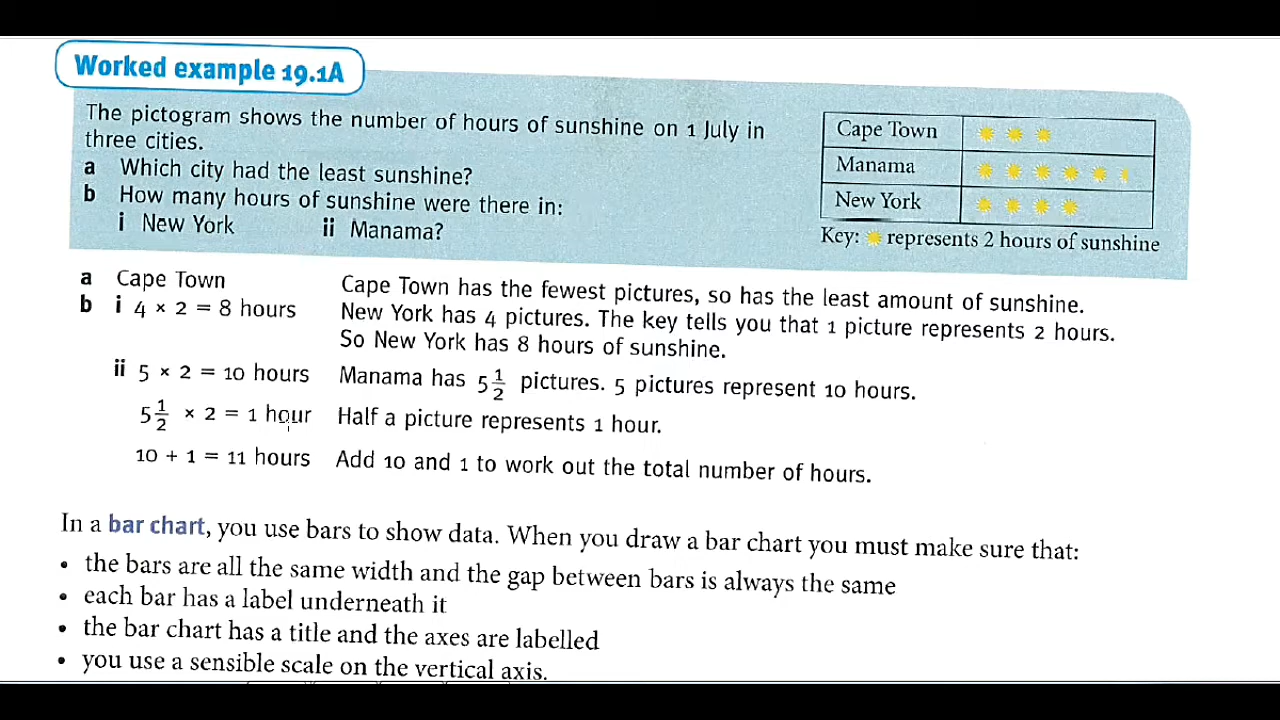 Worked example 19.1A
The pictogram shows the number of hours of sunshine on 1 July in
three cities.
a Which city had the least sunshine?
b How many hours of sunshine were there in:
i New York ii Manama?
Cape Town
Manama
New York
Key: represents 2 hours of sunshine
a Cape Town Cape Town has the fewest pictures, so has the least amount of sunshine.
b i 4 × 2 = 8 hours New York has 4 pictures. The key tells you that 1 picture represents 2 hours.
So New York has 8 hours of sunshine.
ii 5 × 2 = 10 hours Manama has 5 1/2 pictures. 5 pictures represent 10 hours.
5 1/2 × 2 = 1 hour Half a picture represents 1 hour.
10 + 1 = 11 hours Add 10 and 1 to work out the total number of hours.
In a bar chart, you use bars to show data. When you draw a bar chart you must make sure that:
• the bars are all the same width and the gap between bars is always the same
• each bar has a label underneath it
• the bar chart has a title and the axes are labelled
• you use a sensible scale on the vertical axis.